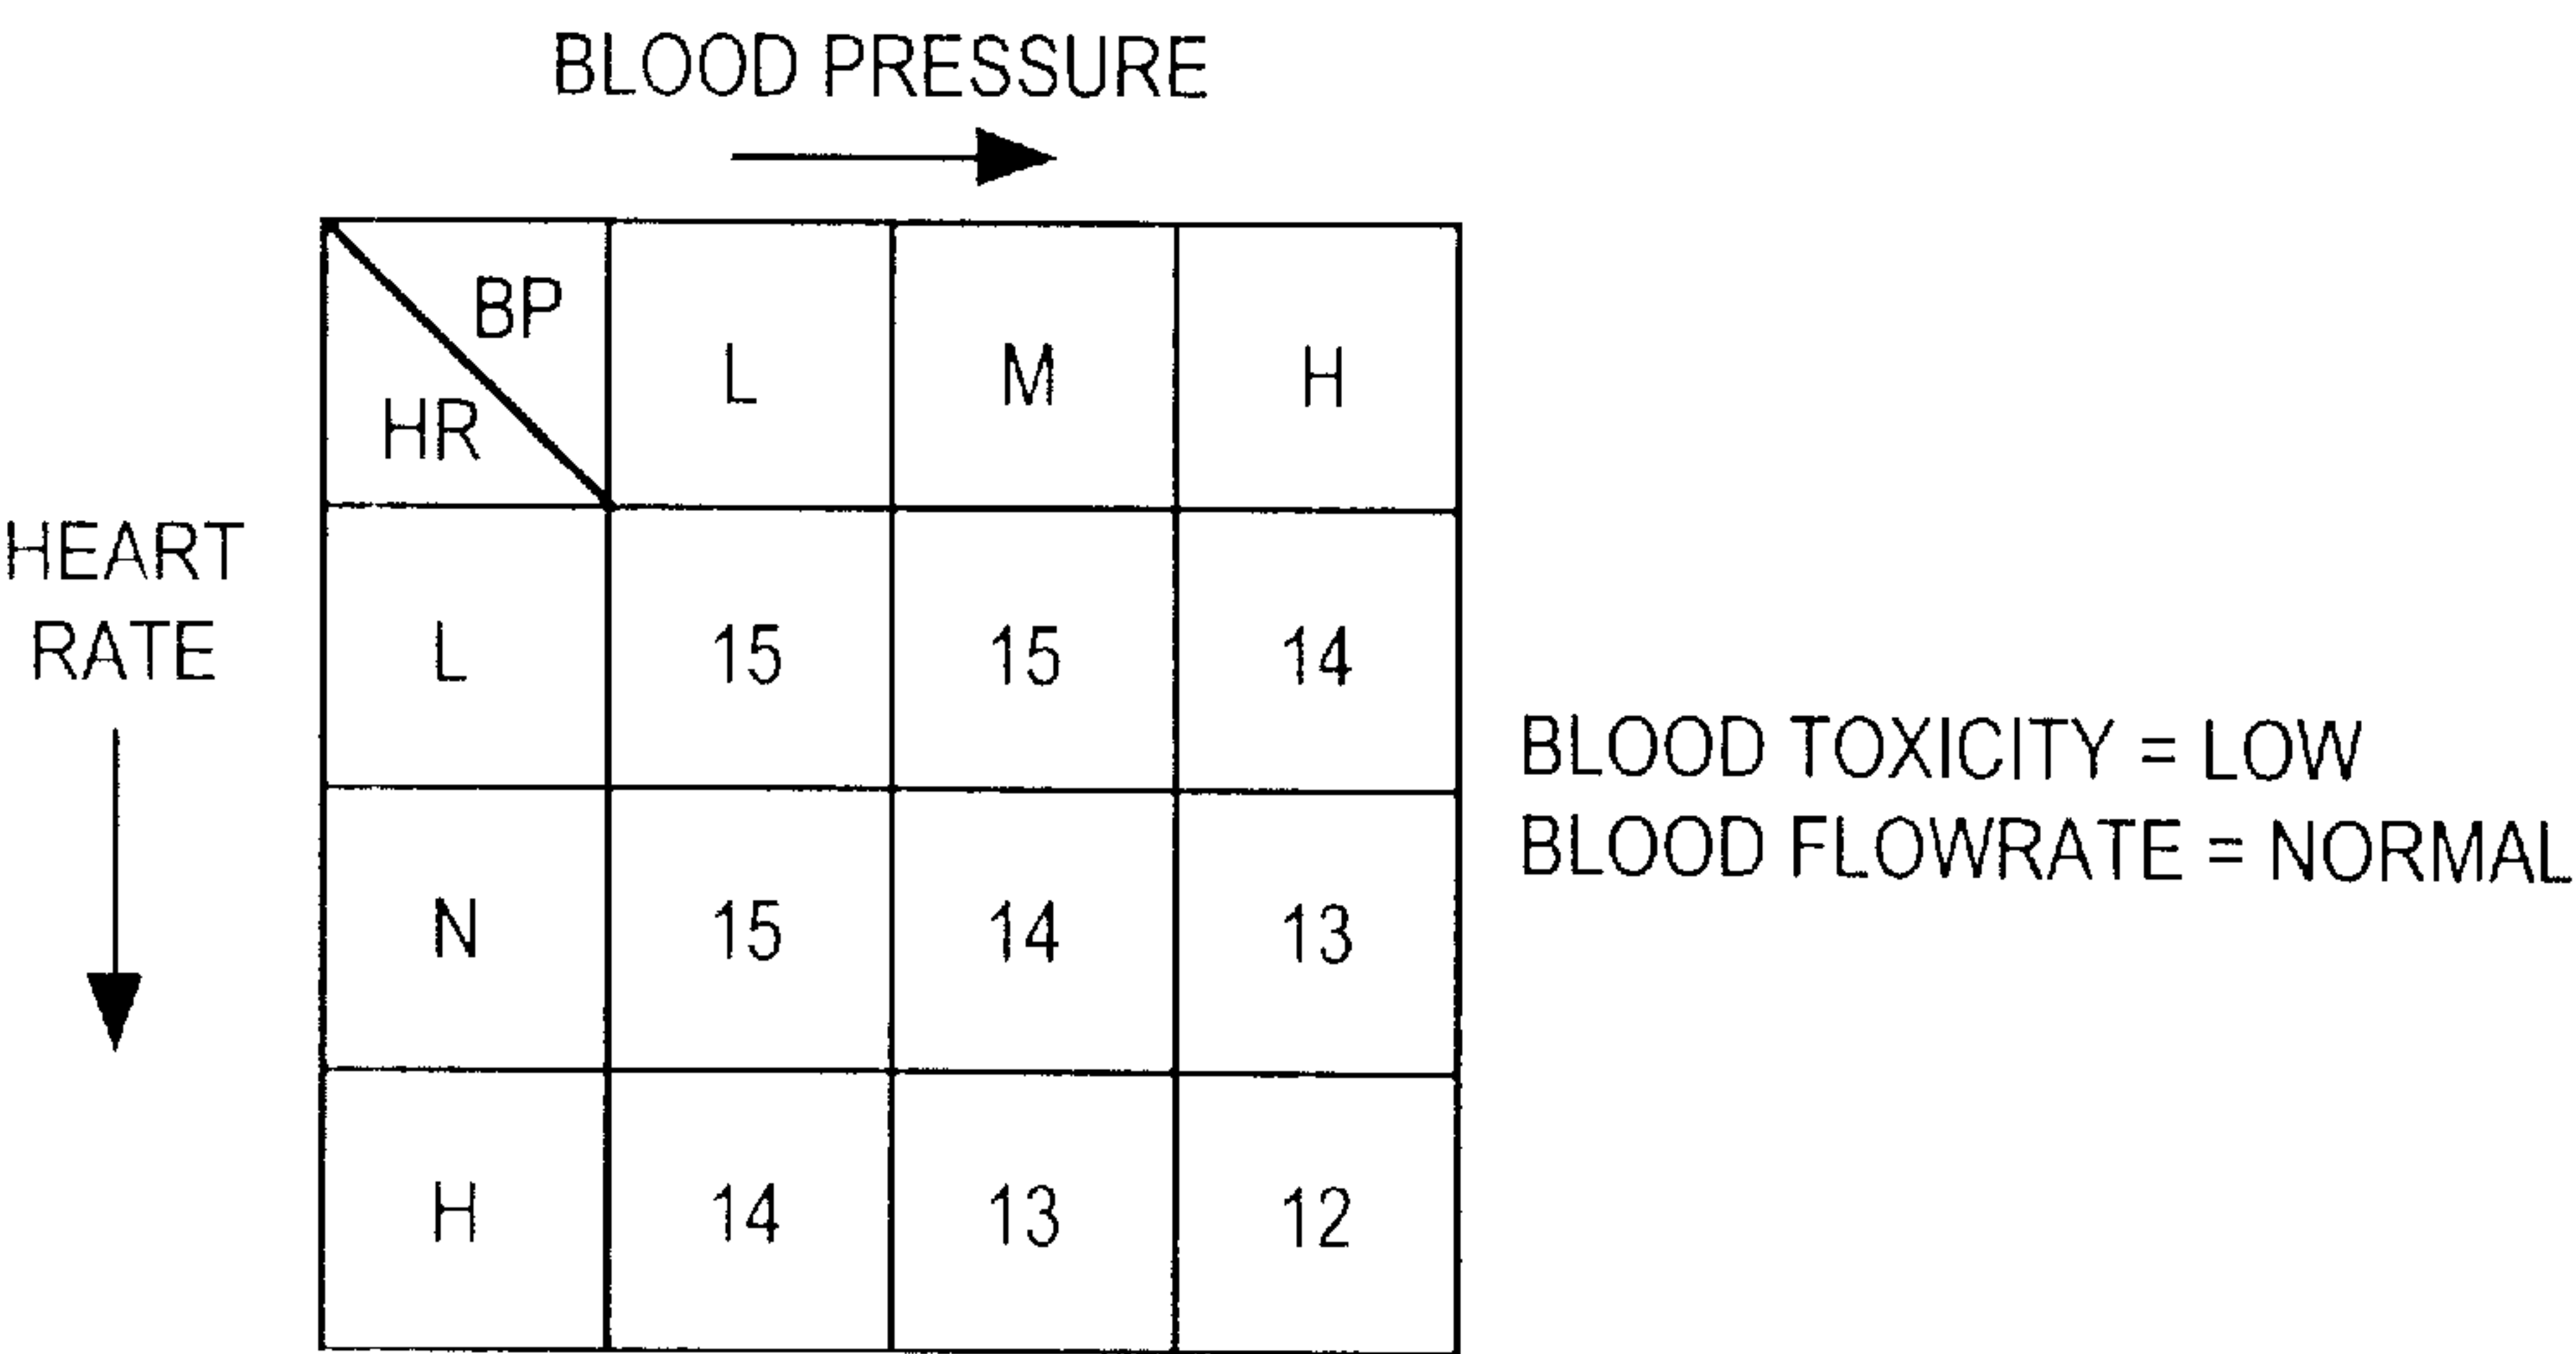 BLOOD PRESSURE
BP
HR
L M H
HEART
RATE
L 15 15 14
N 15 14 13
H 14 13 12
BLOOD TOXICITY = LOW
BLOOD FLOWRATE = NORMAL